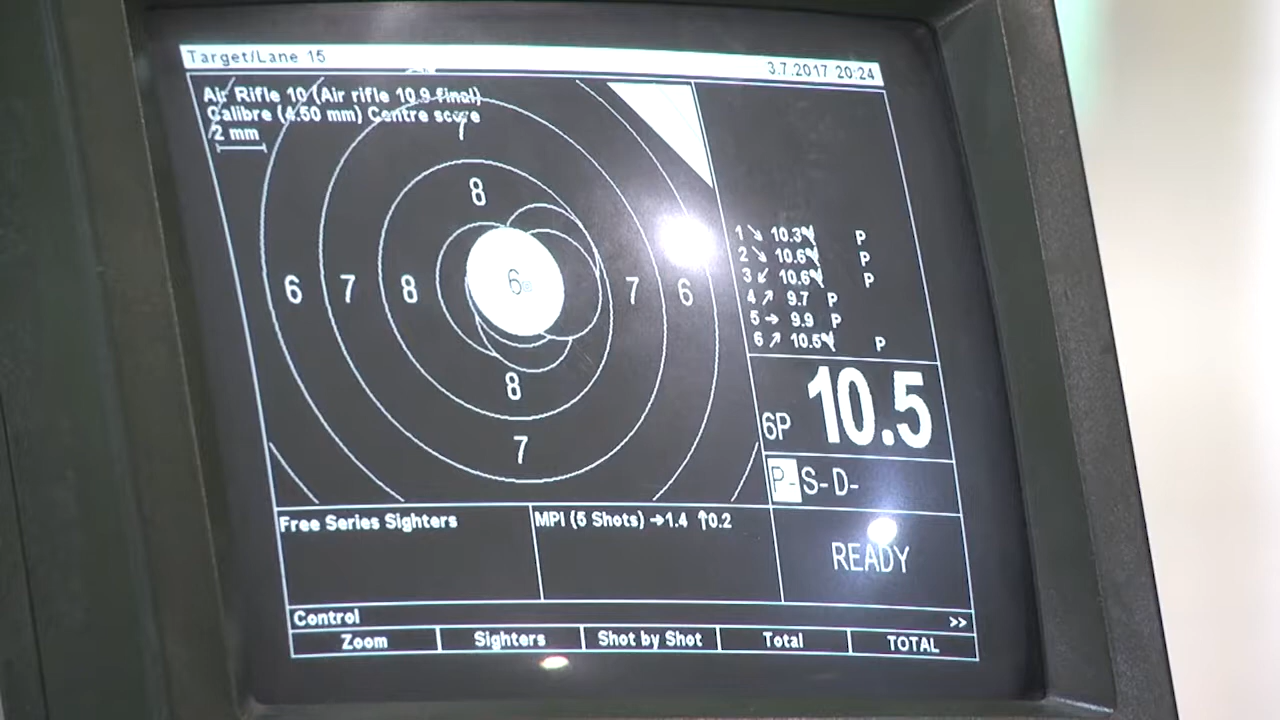 Target/Lane 15
3.7.2017 20:24
Air Rifle 10 (Air rifle 10.9 final)
Calibre (4.50 mm) Centre score
2 mm
7
8
6 7 8 6 7 6
8
7
1 ↘ 10.3 P
2 ↘ 10.6 P
3 ↙ 10.6 P
4 ↗ 9.7 P
5 → 9.9 P
6 ↗ 10.5 P
6P 10.5
P- S- D-
Free Series Sighters
MPI (5 Shots) →1.4 ↑0.2
READY
Control >>
Zoom Sighters Shot by Shot Total TOTAL